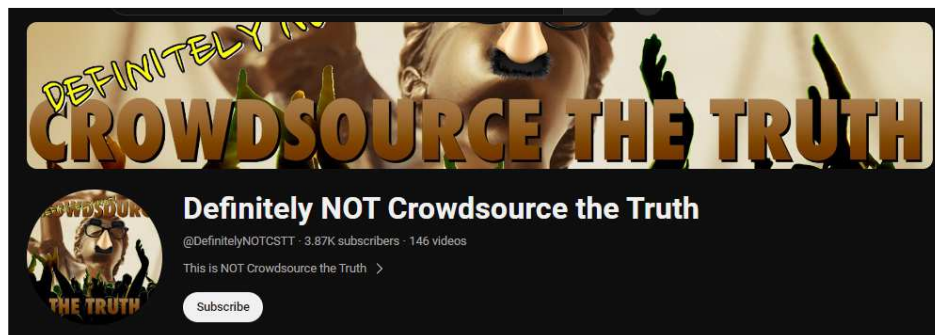 DEFINITELY
CROWDSOURCE THE TRUTH
CROWDSOUR
THE TRUTH
Definitely NOT Crowdsource the Truth
@DefinitelyNOTCSTT · 3.87K subscribers · 146 videos
This is NOT Crowdsource the Truth >
Subscribe